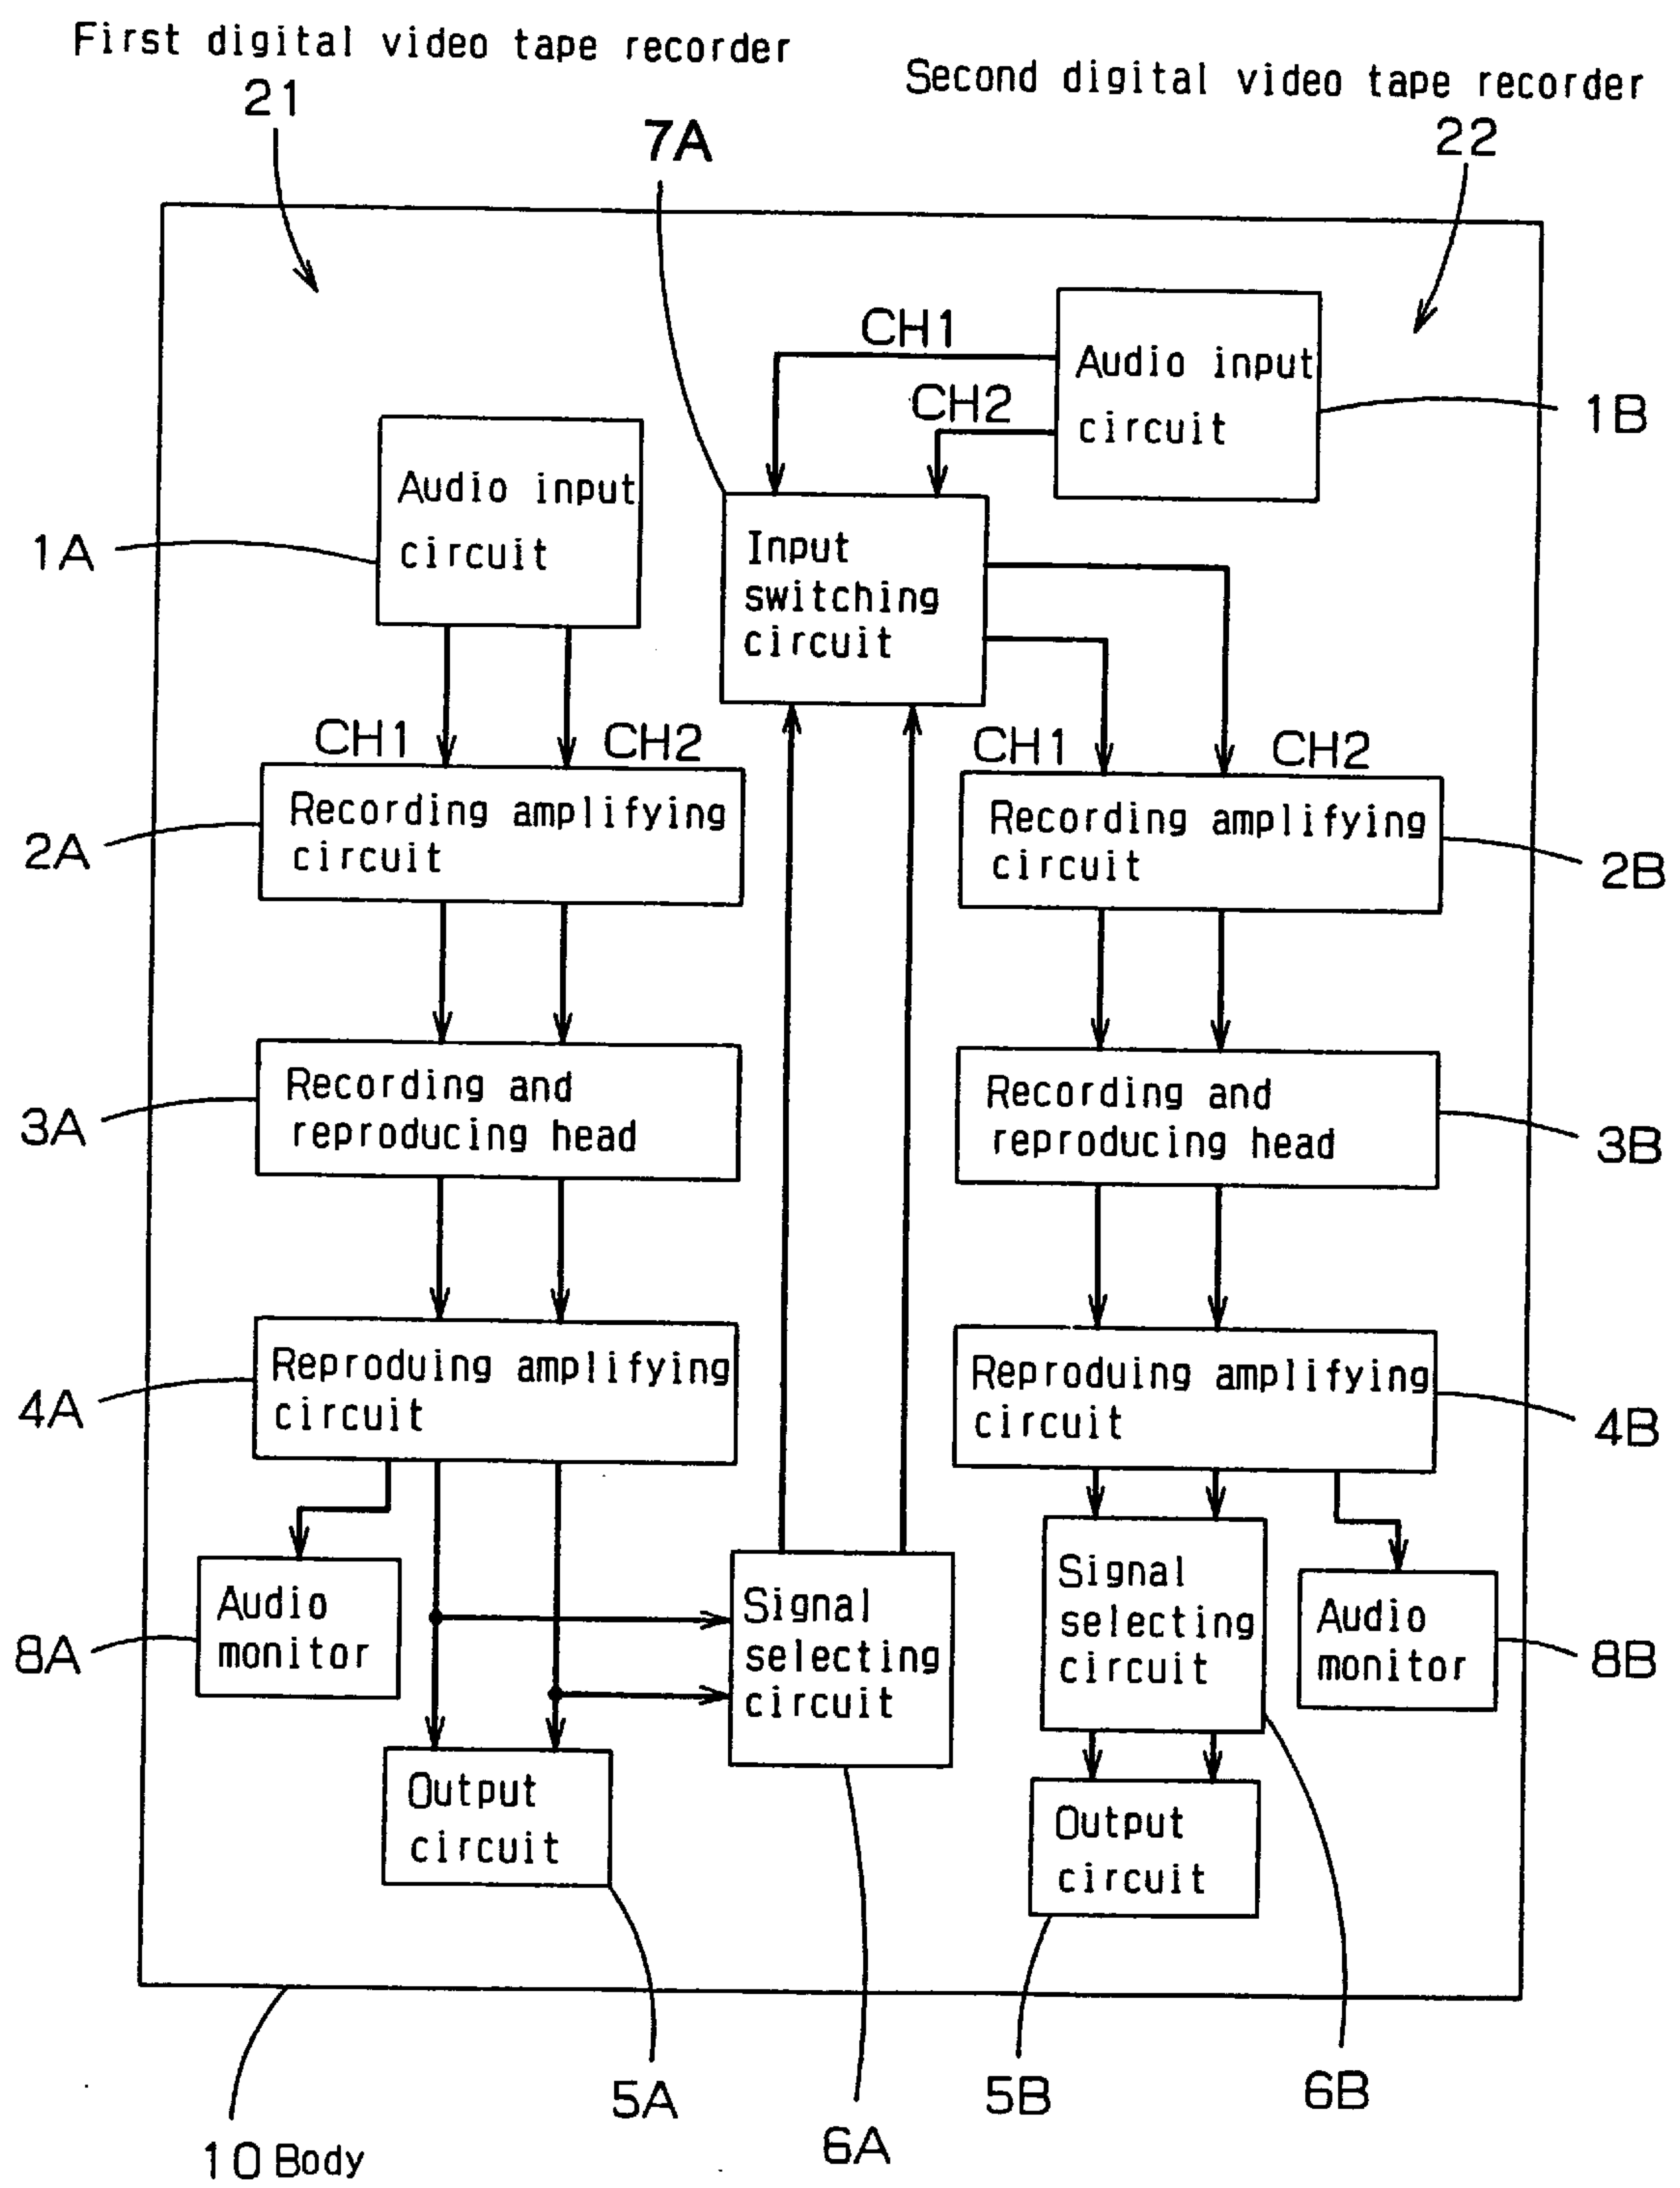 First digital video tape recorder
21
Second digital video tape recorder
22
7A
CH1
CH2
Audio input
circuit
1B
Audio input
circuit
1A
Input
switching
circuit
CH1
CH2
CH1
CH2
Recording amplifying
circuit
2A
Recording amplifying
circuit
2B
Recording and
reproducing head
3A
Recording and
reproducing head
3B
Reproduing amplifying
circuit
4A
Reproduing amplifying
circuit
4B
Audio
monitor
8A
Signal
selecting
circuit
Signal
selecting
circuit
Audio
monitor
8B
Output
circuit
Output
circuit
5A
6A
5B
6B
10 Body